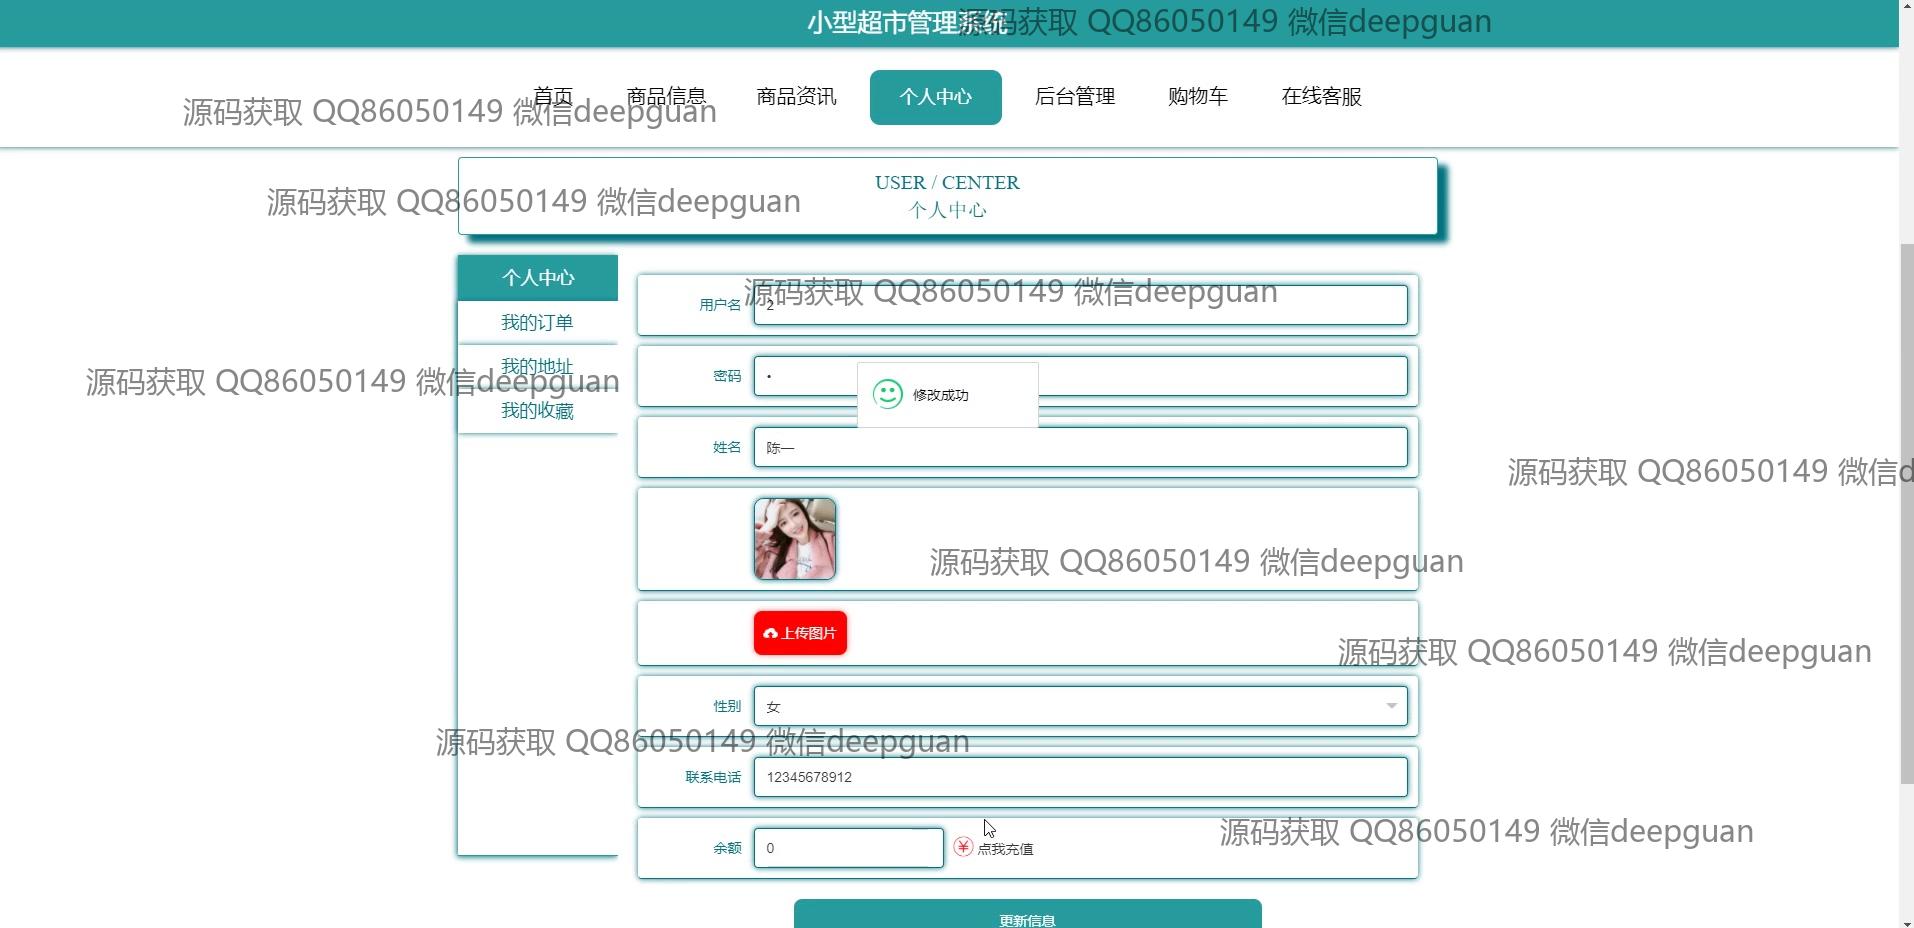 小型超市管理系统
源码获取 QQ86050149 微信deepguan
首页 商品信息 商品资讯 个人中心 后台管理 购物车 在线客服
源码获取 QQ86050149 微信deepguan
USER / CENTER
个人中心
源码获取 QQ86050149 微信deepguan
个人中心
我的订单
我的地址
我的收藏
源码获取 QQ86050149 微信deepguan
用户名 2
源码获取 QQ86050149 微信deepguan
密码 •
修改成功
姓名 陈一
源码获取 QQ86050149 微信d
源码获取 QQ86050149 微信deepguan
上传图片
源码获取 QQ86050149 微信deepguan
性别 女
源码获取 QQ86050149 微信deepguan
联系电话 12345678912
源码获取 QQ86050149 微信deepguan
余额 0 ¥ 点我充值
更新信息